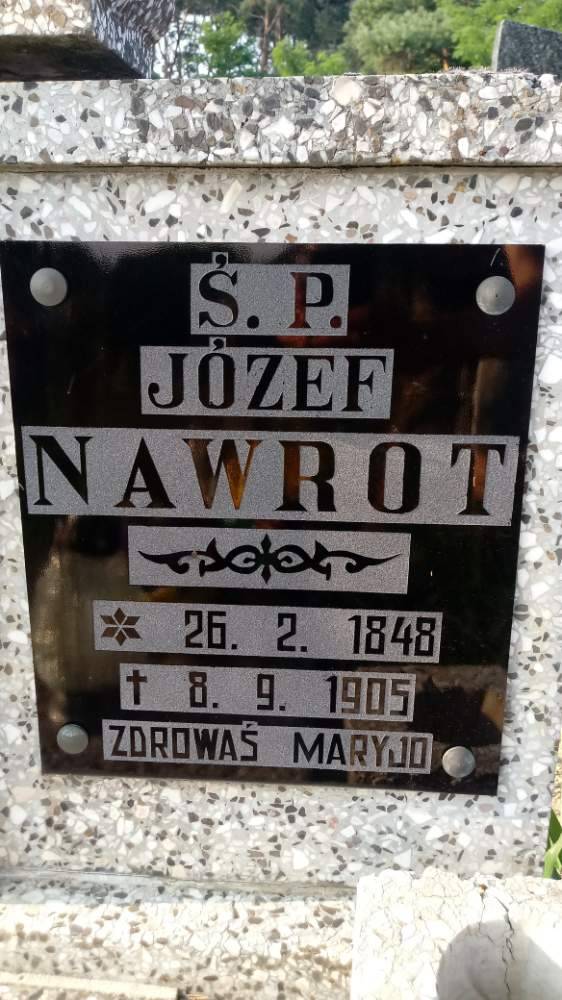 Ś. P.
JÓZEF
NAWROT
26. 2. 1848
✝ 8. 9. 1905
ZDROWAŚ MARYJO